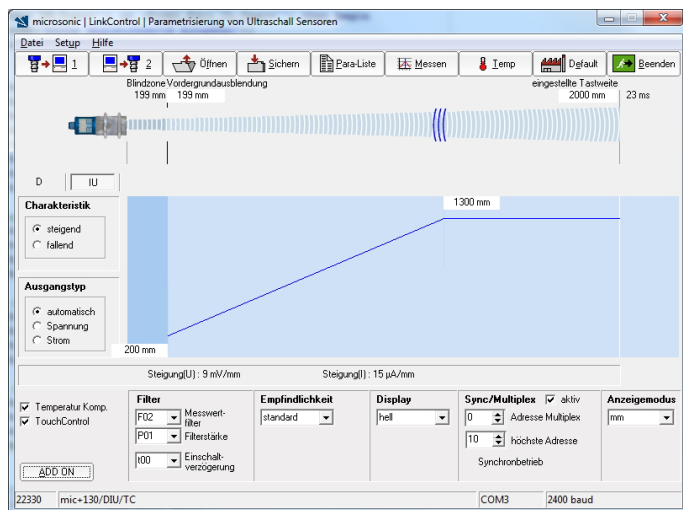 microsonic | LinkControl | Parametrisierung von Ultraschall Sensoren
Datei Setup Hilfe
1 2 Öffnen Sichern Para-Liste Messen Temp Default Beenden
Blindzone Vordergrundausblendung eingestellte Tastweite
199 mm 199 mm 2000 mm 23 ms
D IU
Charakteristik
steigend
fallend
1300 mm
Ausgangstyp
automatisch
Spannung
Strom
200 mm
Steigung(U) : 9 mV/mm Steigung(I) : 15 µA/mm
Temperatur Komp.
TouchControl
ADD ON
Filter
F02 Messwert-
filter
P01 Filterstärke
t00 Einschalt-
verzögerung
Empfindlichkeit
standard
Display
hell
Sync/Multiplex aktiv
0 Adresse Multiplex
10 höchste Adresse
Synchronbetrieb
Anzeigemodus
mm
22330 mic+130/DIU/TC COM3 2400 baud